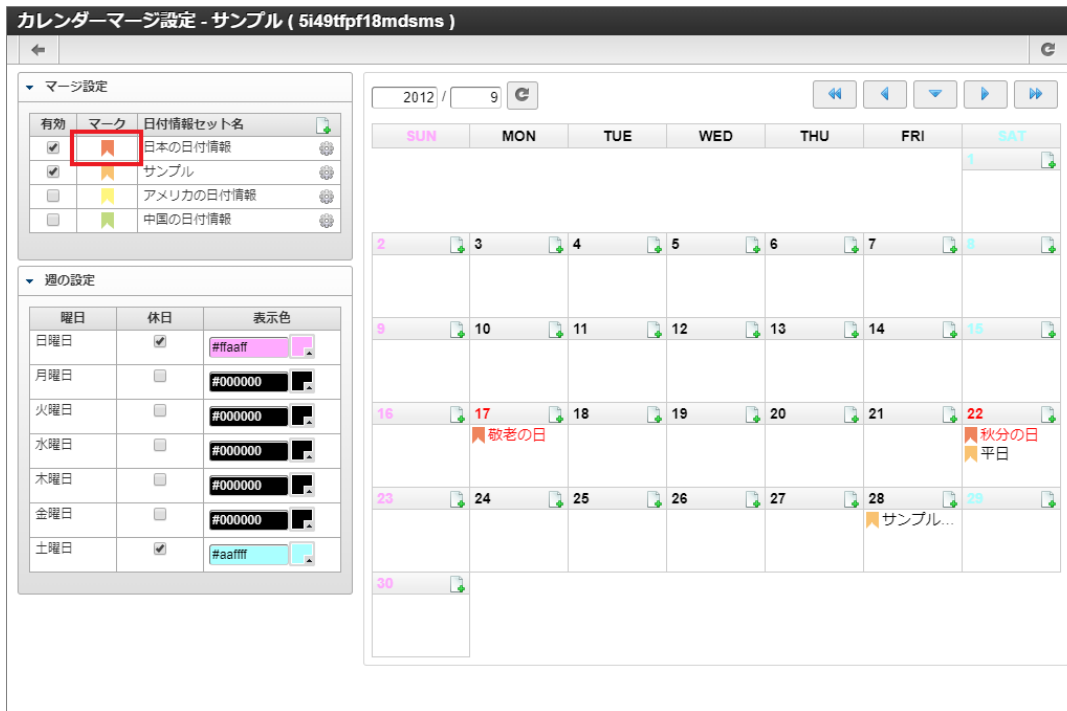 カレンダーマージ設定 - サンプル ( 5i49tfpf18mdsms )
マージ設定
有効 マーク 日付情報セット名
日本の日付情報
サンプル
アメリカの日付情報
中国の日付情報
週の設定
曜日 休日 表示色
日曜日 #ffaaff
月曜日 #000000
火曜日 #000000
水曜日 #000000
木曜日 #000000
金曜日 #000000
土曜日 #aaffff
2012 / 9
SUN MON TUE WED THU FRI SAT
1
2 3 4 5 6 7 8
9 10 11 12 13 14 15
16 17 18 19 20 21 22
敬老の日 秋分の日
平日
23 24 25 26 27 28 29
サンプル...
30